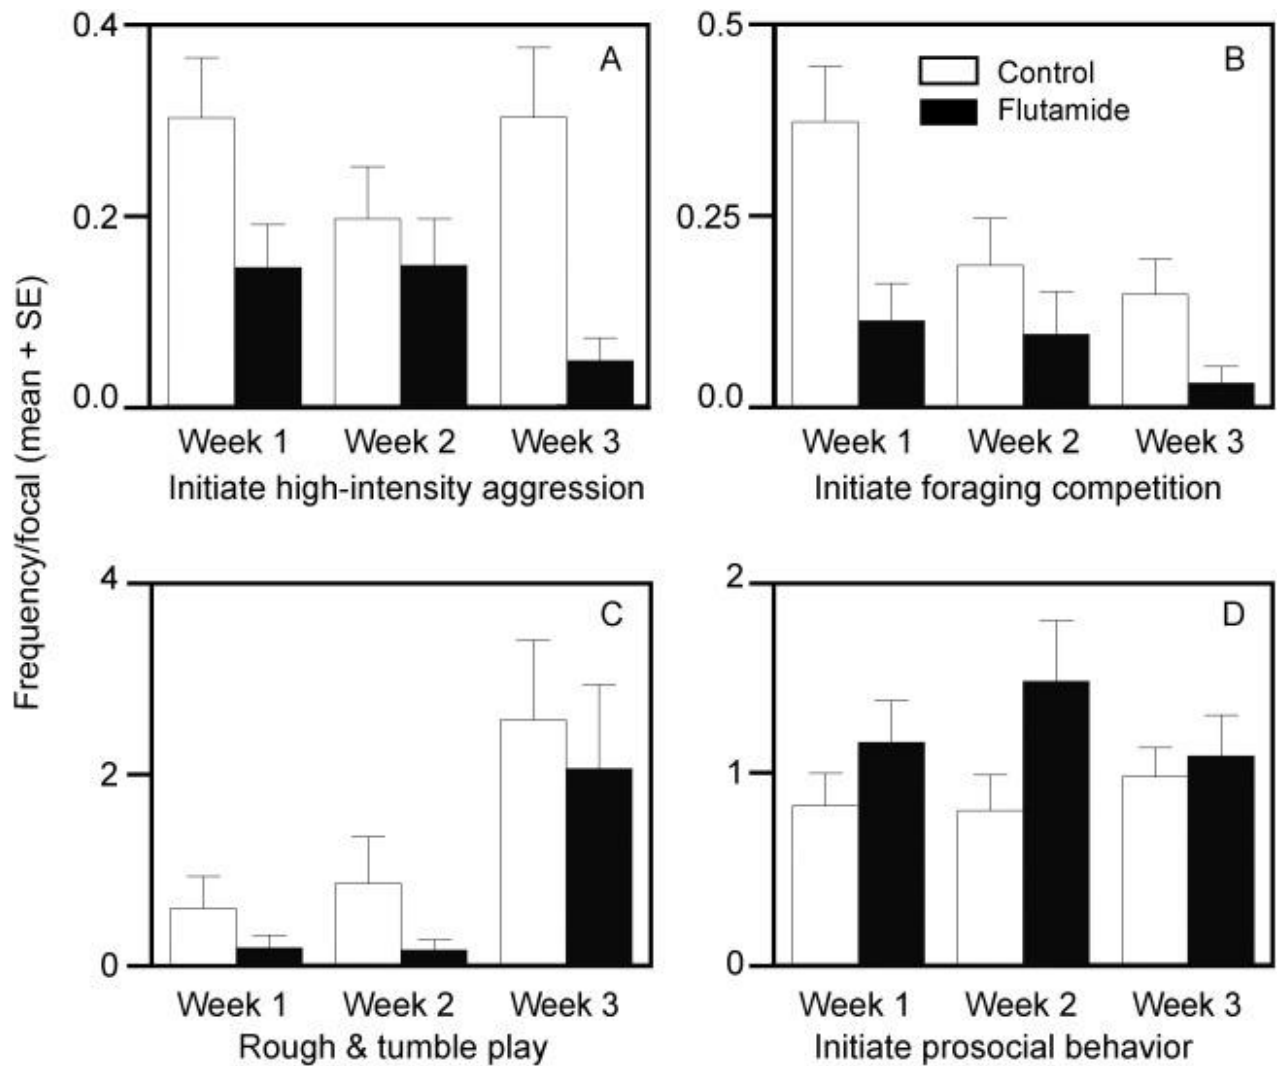 Frequency/focal (mean + SE)
0.4
0.2
0.0
A
Week 1 Week 2 Week 3
Initiate high-intensity aggression
0.5
0.25
0.0
B
Control
Flutamide
Week 1 Week 2 Week 3
Initiate foraging competition
4
2
0
C
Week 1 Week 2 Week 3
Rough & tumble play
2
1
0
D
Week 1 Week 2 Week 3
Initiate prosocial behavior